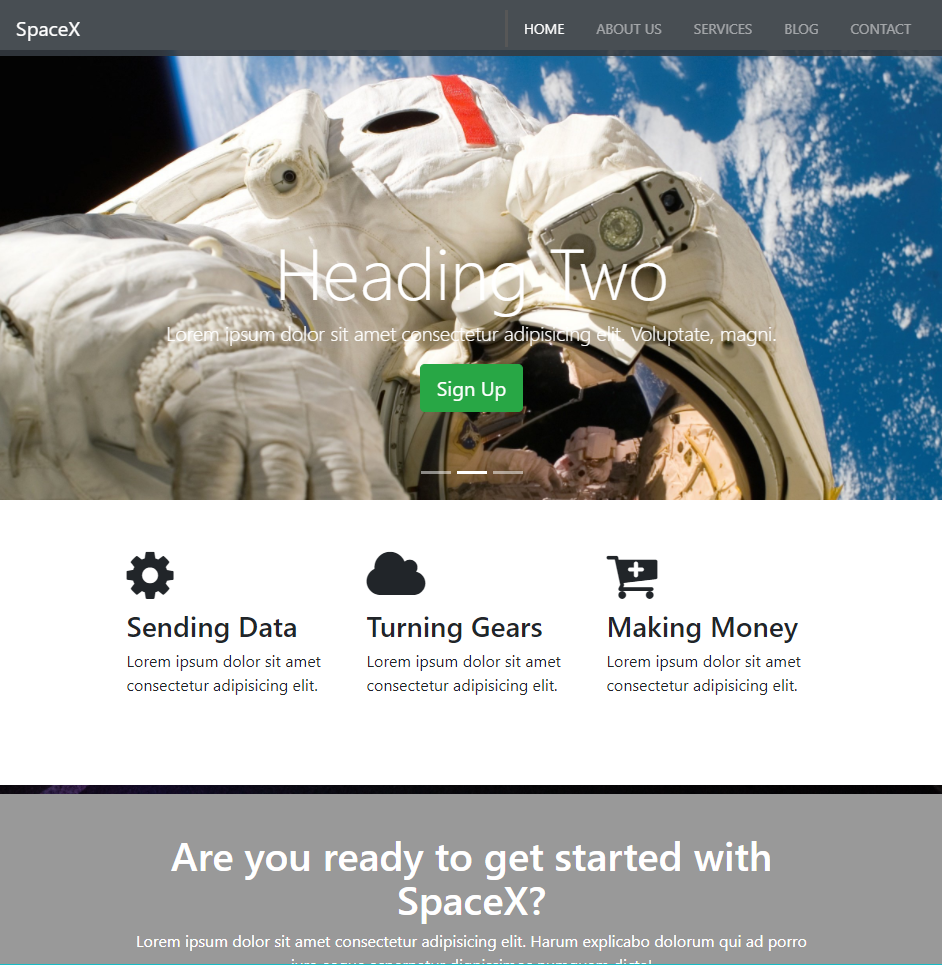 SpaceX HOME ABOUT US SERVICES BLOG CONTACT
Heading Two
Lorem ipsum dolor sit amet consectetur adipisicing elit. Voluptate, magni.
Sign Up
Sending Data
Lorem ipsum dolor sit amet
consectetur adipisicing elit.
Turning Gears
Lorem ipsum dolor sit amet
consectetur adipisicing elit.
Making Money
Lorem ipsum dolor sit amet
consectetur adipisicing elit.
Are you ready to get started with
SpaceX?
Lorem ipsum dolor sit amet consectetur adipisicing elit. Harum explicabo dolorum qui ad porro